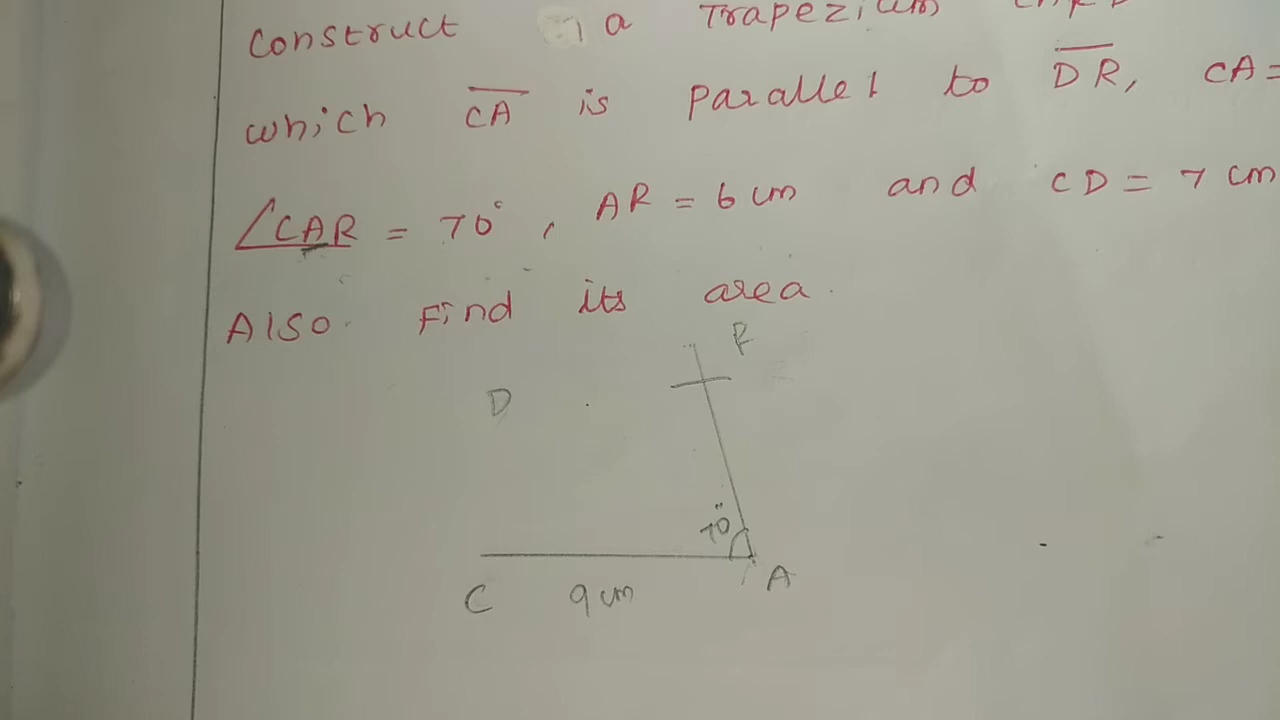 Construct a Trapezium
which CA is parallel to DR, CA=
∠CAR = 70°, AR = 6 cm and CD = 7 cm
Also Find its area.
R
D
70°
A
C 9 cm